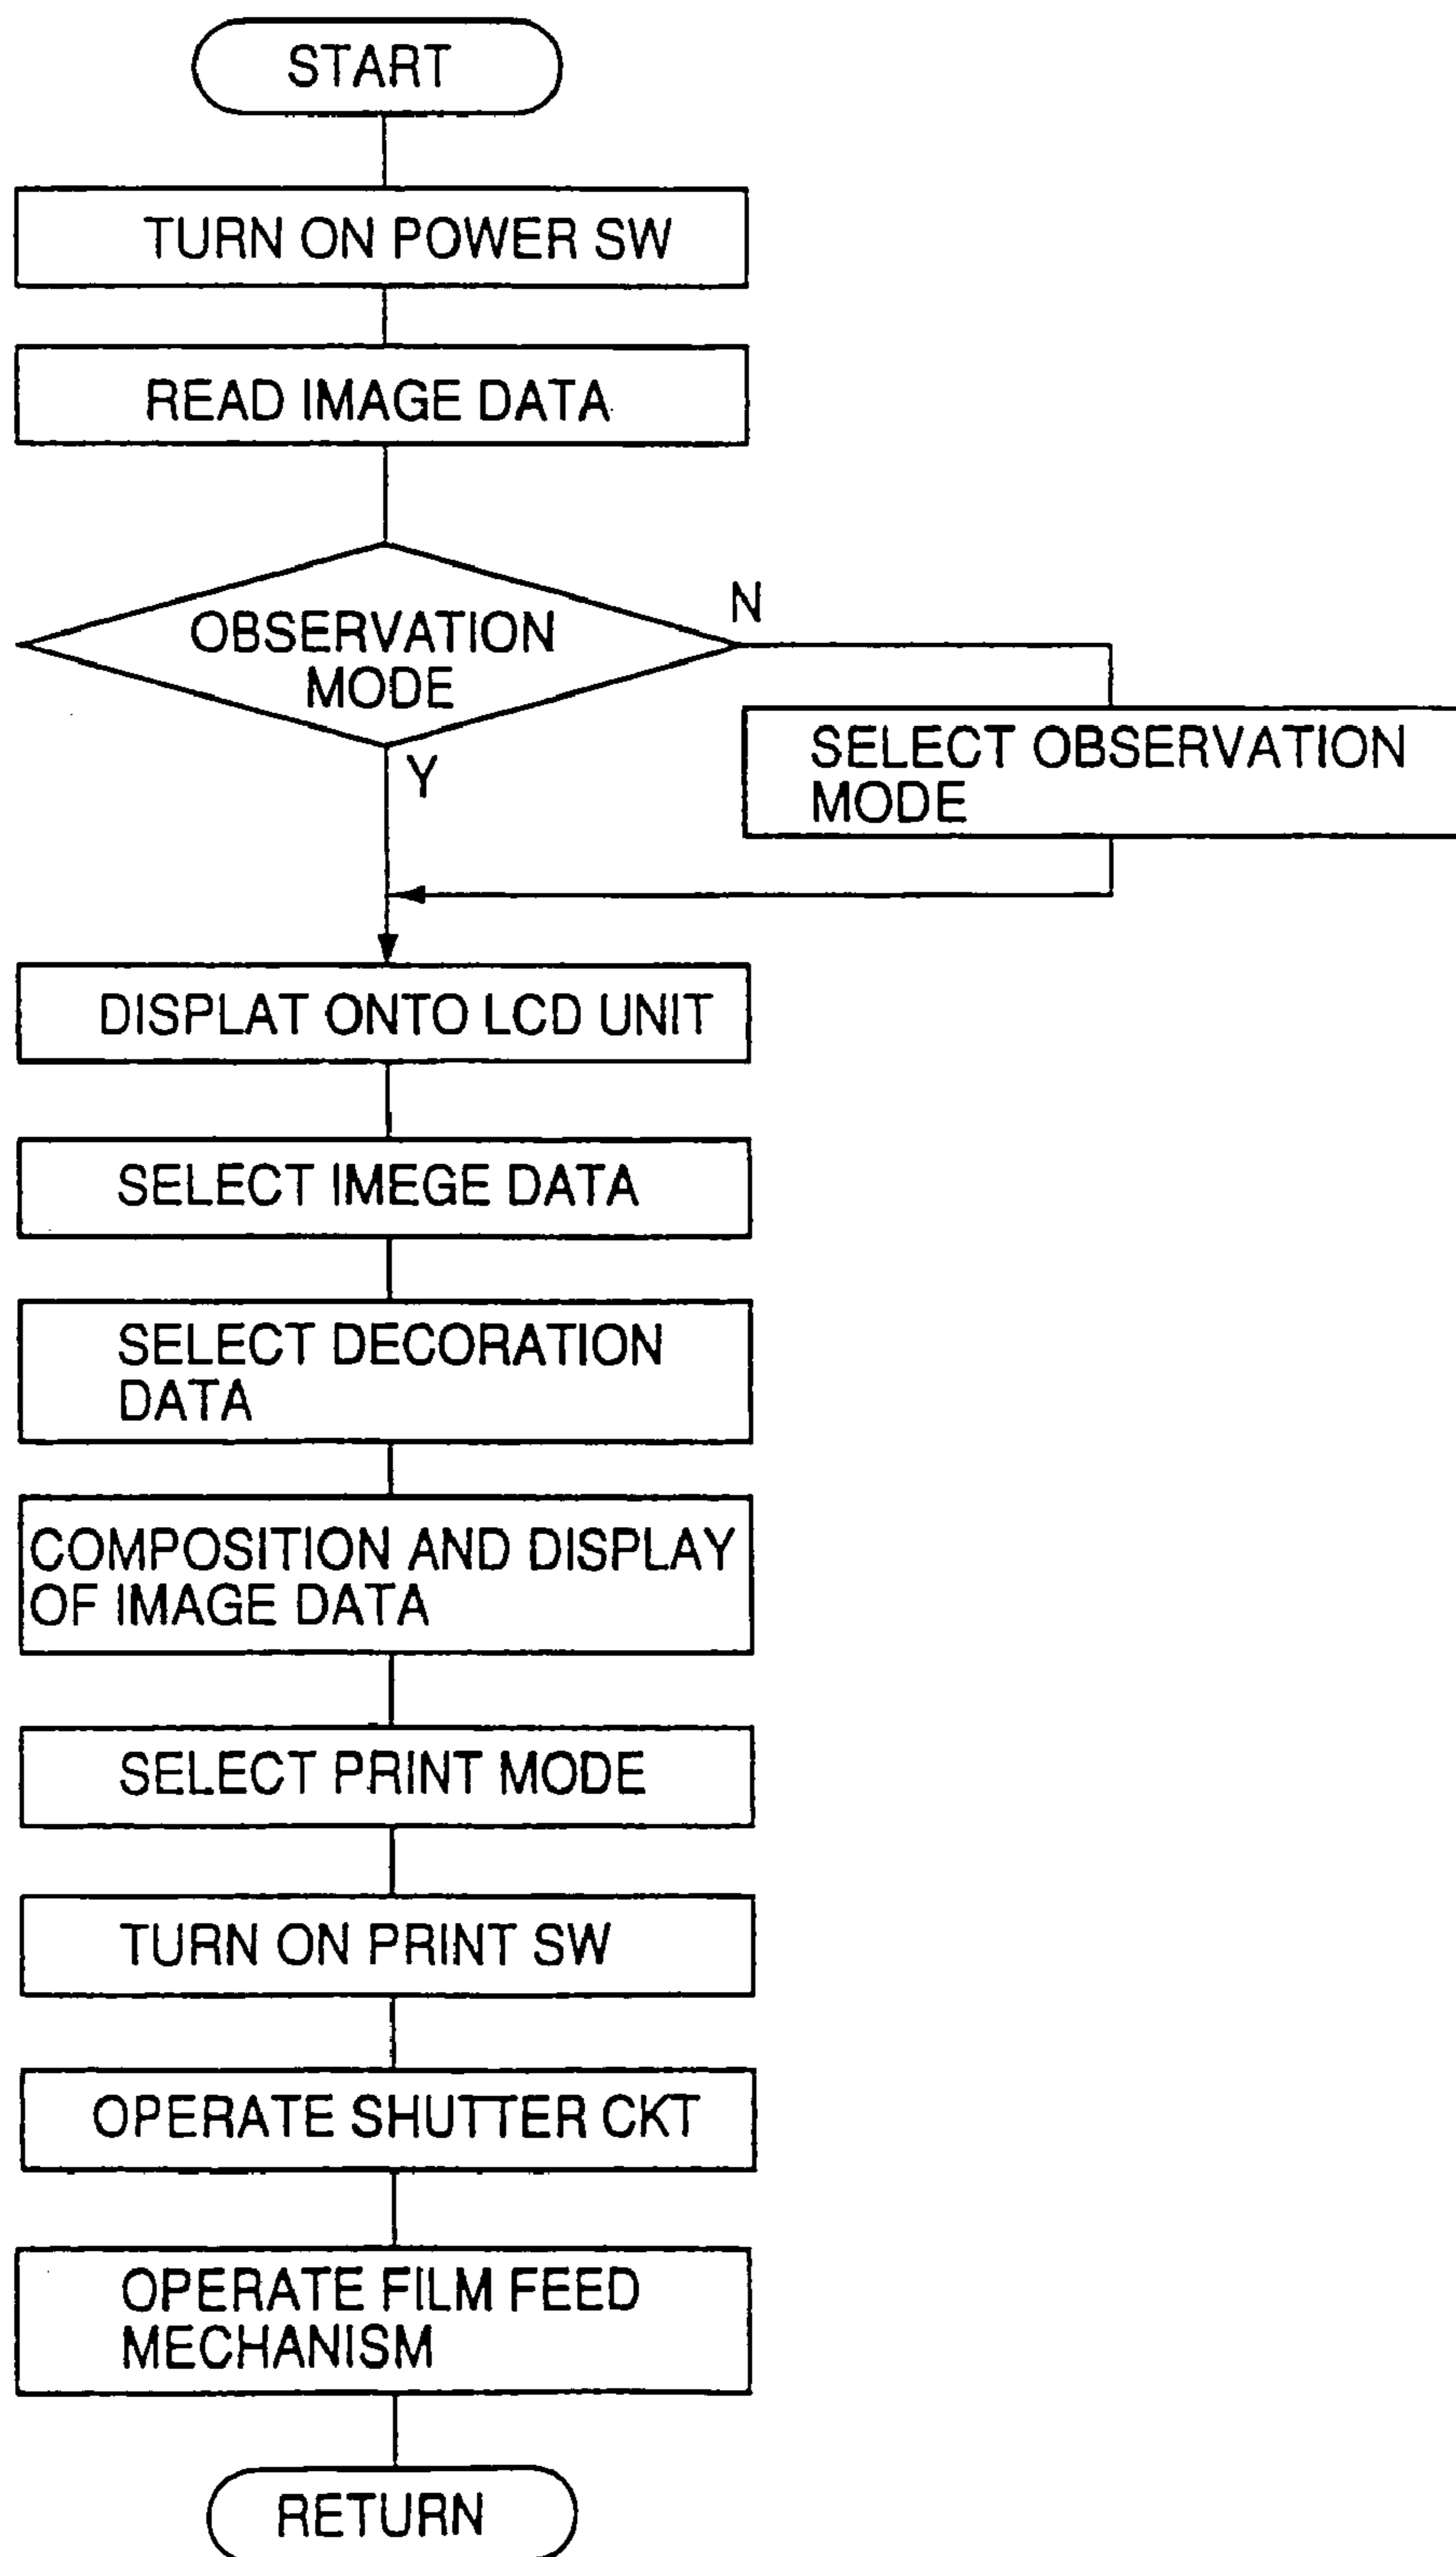 START
TURN ON POWER SW
READ IMAGE DATA
OBSERVATION
MODE
N
Y
SELECT OBSERVATION
MODE
DISPLAT ONTO LCD UNIT
SELECT IMEGE DATA
SELECT DECORATION
DATA
COMPOSITION AND DISPLAY
OF IMAGE DATA
SELECT PRINT MODE
TURN ON PRINT SW
OPERATE SHUTTER CKT
OPERATE FILM FEED
MECHANISM
RETURN